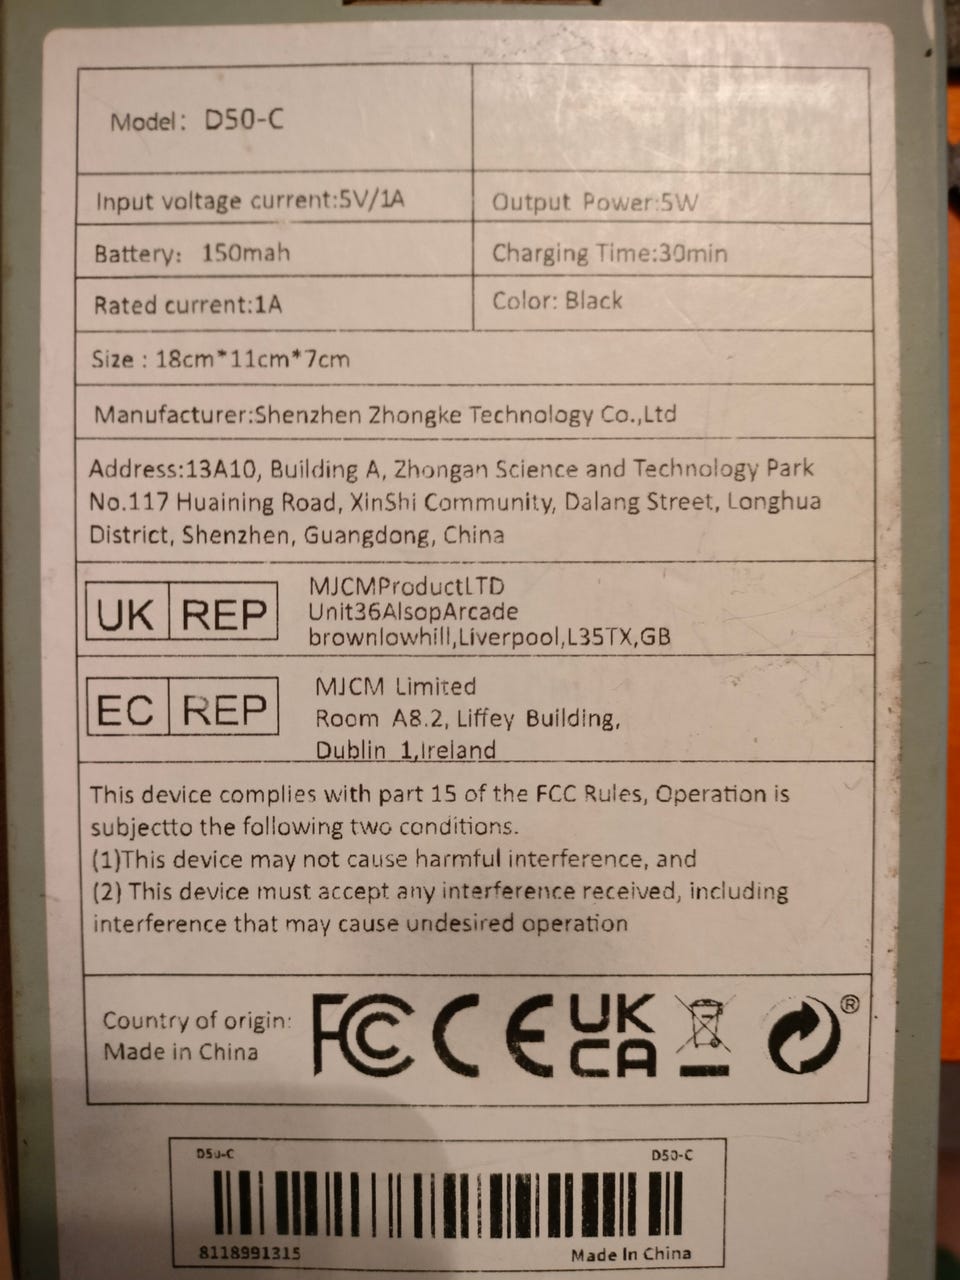 Model: D50-C
Input voltage current:5V/1A
Output Power:5W
Battery: 150mah
Charging Time:30min
Rated current:1A
Color: Black
Size : 18cm*11cm*7cm
Manufacturer:Shenzhen Zhongke Technology Co.,Ltd
Address:13A10, Building A, Zhongan Science and Technology Park
No.117 Huaining Road, XinShi Community, Dalang Street, Longhua
District, Shenzhen, Guangdong, China
UK REP
MJCMProductLTD
Unit36AlsopArcade
brownlowhill,Liverpool,L35TX,GB
EC REP
MJCM Limited
Room A8.2, Liffey Building,
Dublin 1,Ireland
This device complies with part 15 of the FCC Rules, Operation is
subjectto the following two conditions.
(1)This device may not cause harmful interference, and
(2) This device must accept any interference received, including
interference that may cause undesired operation
Country of origin:
Made in China
FCC CE UK CA ®
D50-C
D50-C
8118991315
Made In China